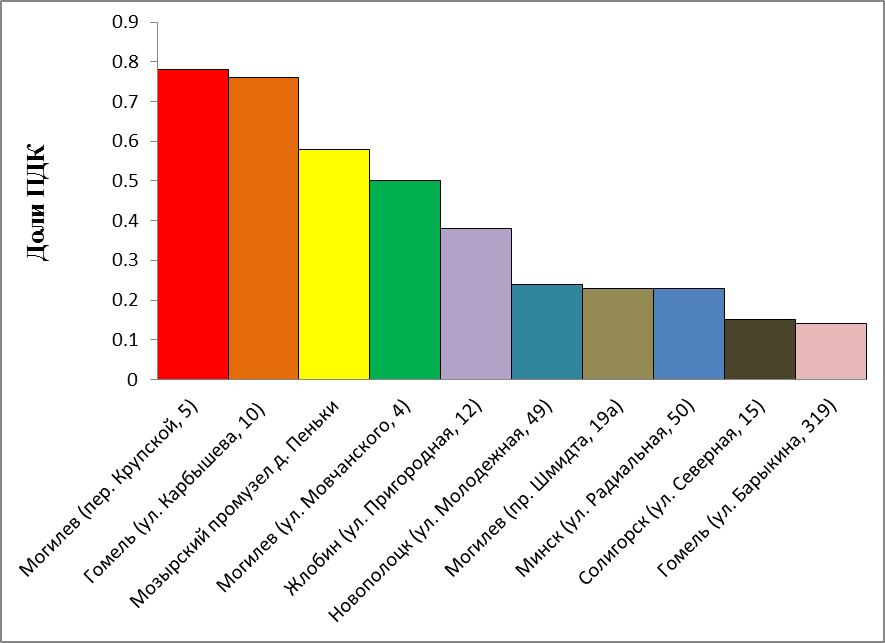 Доли ПДК
0.9
0.8
0.7
0.6
0.5
0.4
0.3
0.2
0.1
0
Могилев (пер. Крупской, 5)
Гомель (ул. Карбышева, 10)
Мозырский промузел д. Пеньки
Могилев (ул. Мовчанского, 4)
Жлобин (ул. Пригородная, 12)
Новополоцк (ул. Молодежная, 49)
Могилев (пр. Шмидта, 19а)
Минск (ул. Радиальная, 50)
Солигорск (ул. Северная, 15)
Гомель (ул. Барыкина, 319)